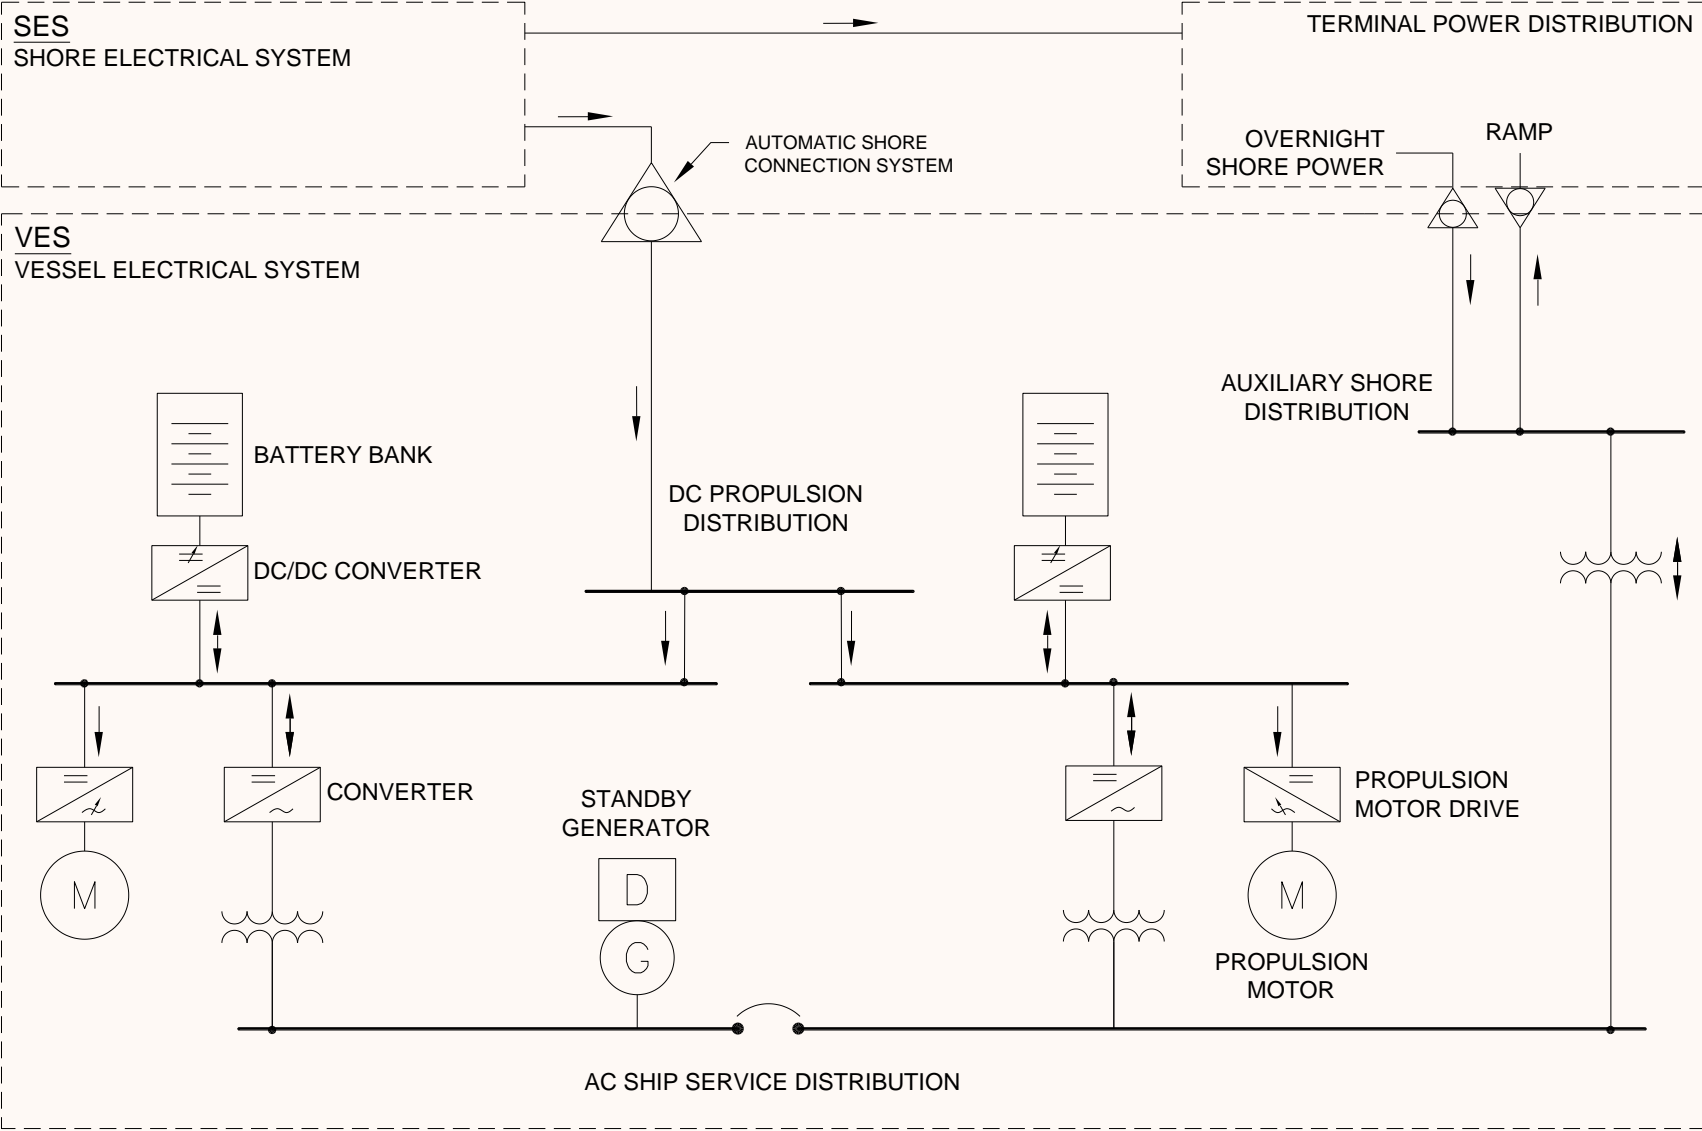 SES
SHORE ELECTRICAL SYSTEM
TERMINAL POWER DISTRIBUTION
AUTOMATIC SHORE
CONNECTION SYSTEM
OVERNIGHT
SHORE POWER
RAMP
VES
VESSEL ELECTRICAL SYSTEM
AUXILIARY SHORE
DISTRIBUTION
BATTERY BANK
DC PROPULSION
DISTRIBUTION
DC/DC CONVERTER
CONVERTER
STANDBY
GENERATOR
PROPULSION
MOTOR DRIVE
M
D
G
M
PROPULSION
MOTOR
AC SHIP SERVICE DISTRIBUTION